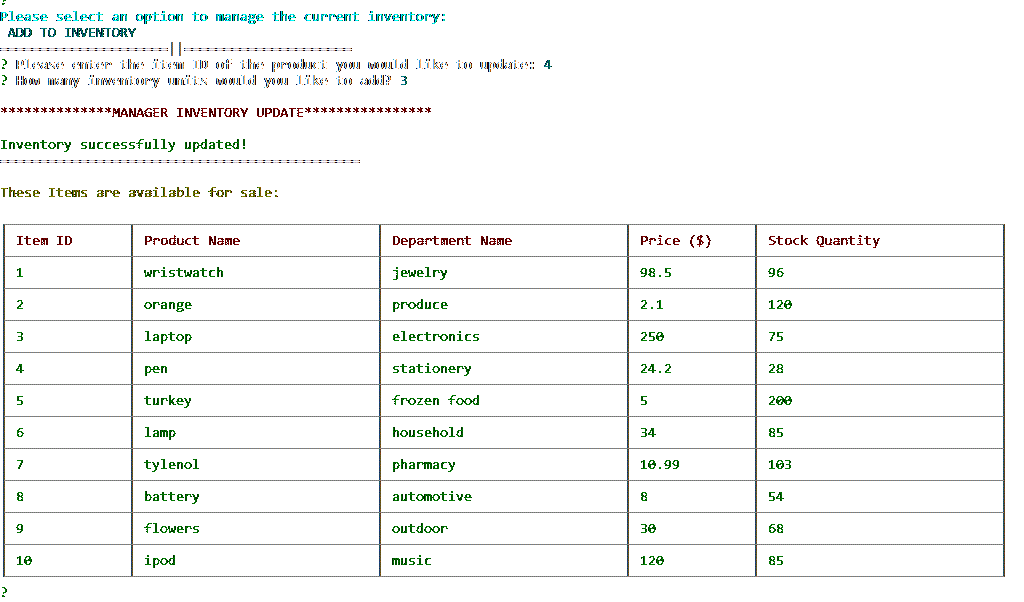 ?
Please select an option to manage the current inventory:
ADD TO INVENTORY
=====================||=====================
? Please enter the item ID of the product you would like to update: 4
? How many inventory units would you like to add? 3
**************MANAGER INVENTORY UPDATE****************
Inventory successfully updated!
=============================================
These Items are available for sale:
Item ID Product Name Department Name Price ($) Stock Quantity
1 wristwatch jewelry 98.5 96
2 orange produce 2.1 120
3 laptop electronics 250 75
4 pen stationery 24.2 28
5 turkey frozen food 5 200
6 lamp household 34 85
7 tylenol pharmacy 10.99 103
8 battery automotive 8 54
9 flowers outdoor 30 68
10 ipod music 120 85
?